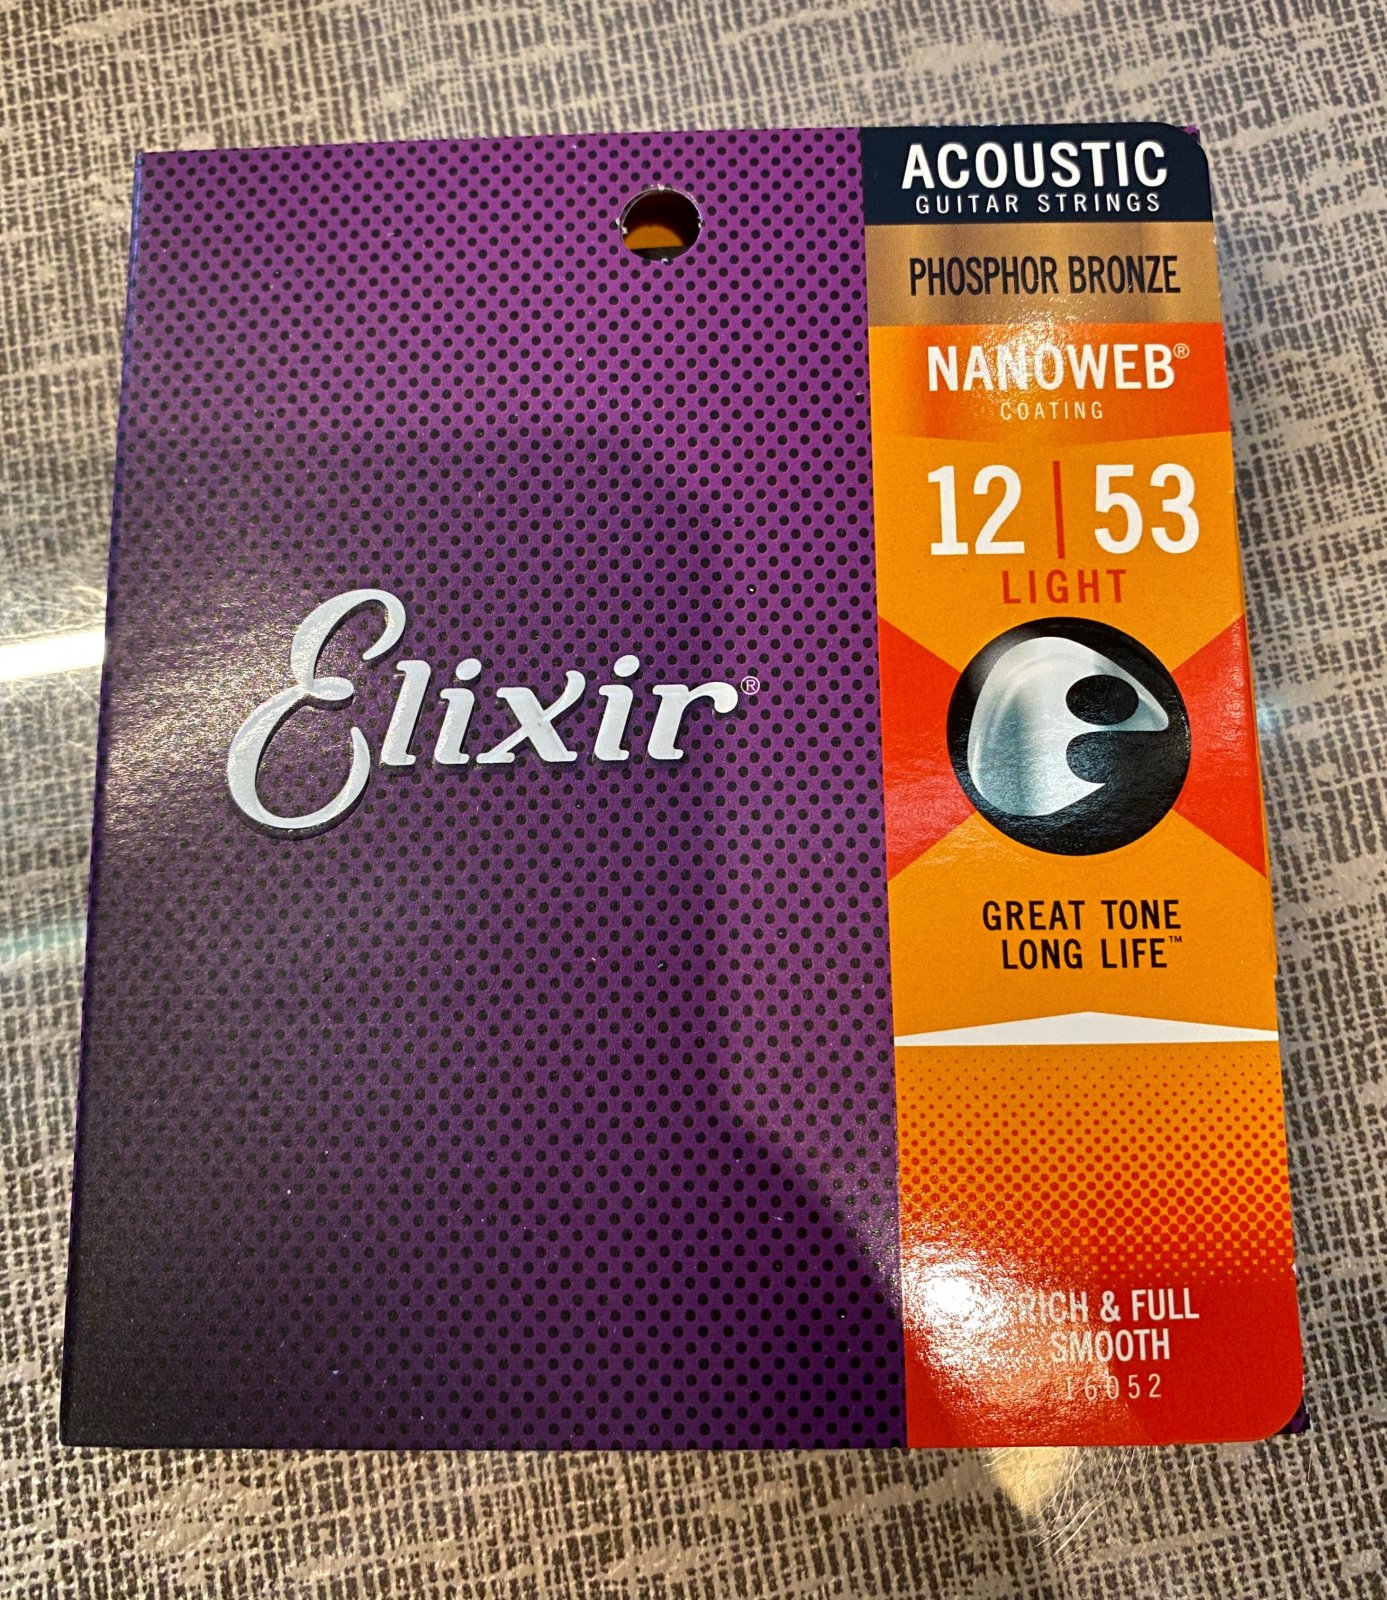 ACOUSTIC
GUITAR STRINGS
PHOSPHOR BRONZE
NANOWEB®
COATING
12 | 53
LIGHT
Elixir®
GREAT TONE
LONG LIFE™
RICH & FULL
SMOOTH
16052